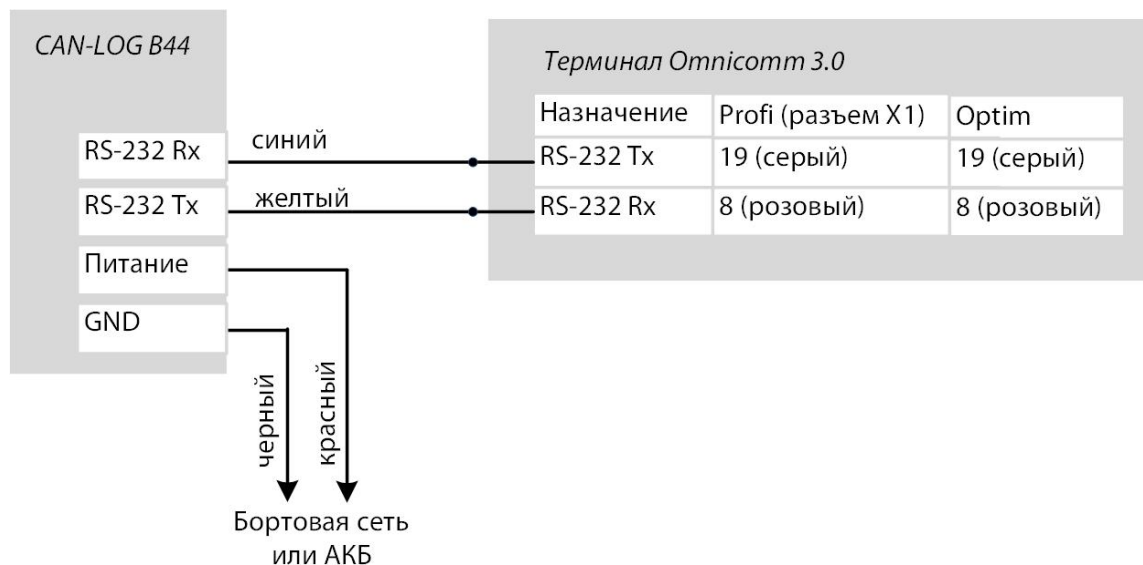 CAN-LOG B44
Терминал Omnicomm 3.0
Назначение Profi (разъем X1) Optim
RS-232 Rx синий RS-232 Tx 19 (серый) 19 (серый)
RS-232 Tx желтый RS-232 Rx 8 (розовый) 8 (розовый)
Питание
GND
черный
красный
Бортовая сеть
или АКБ